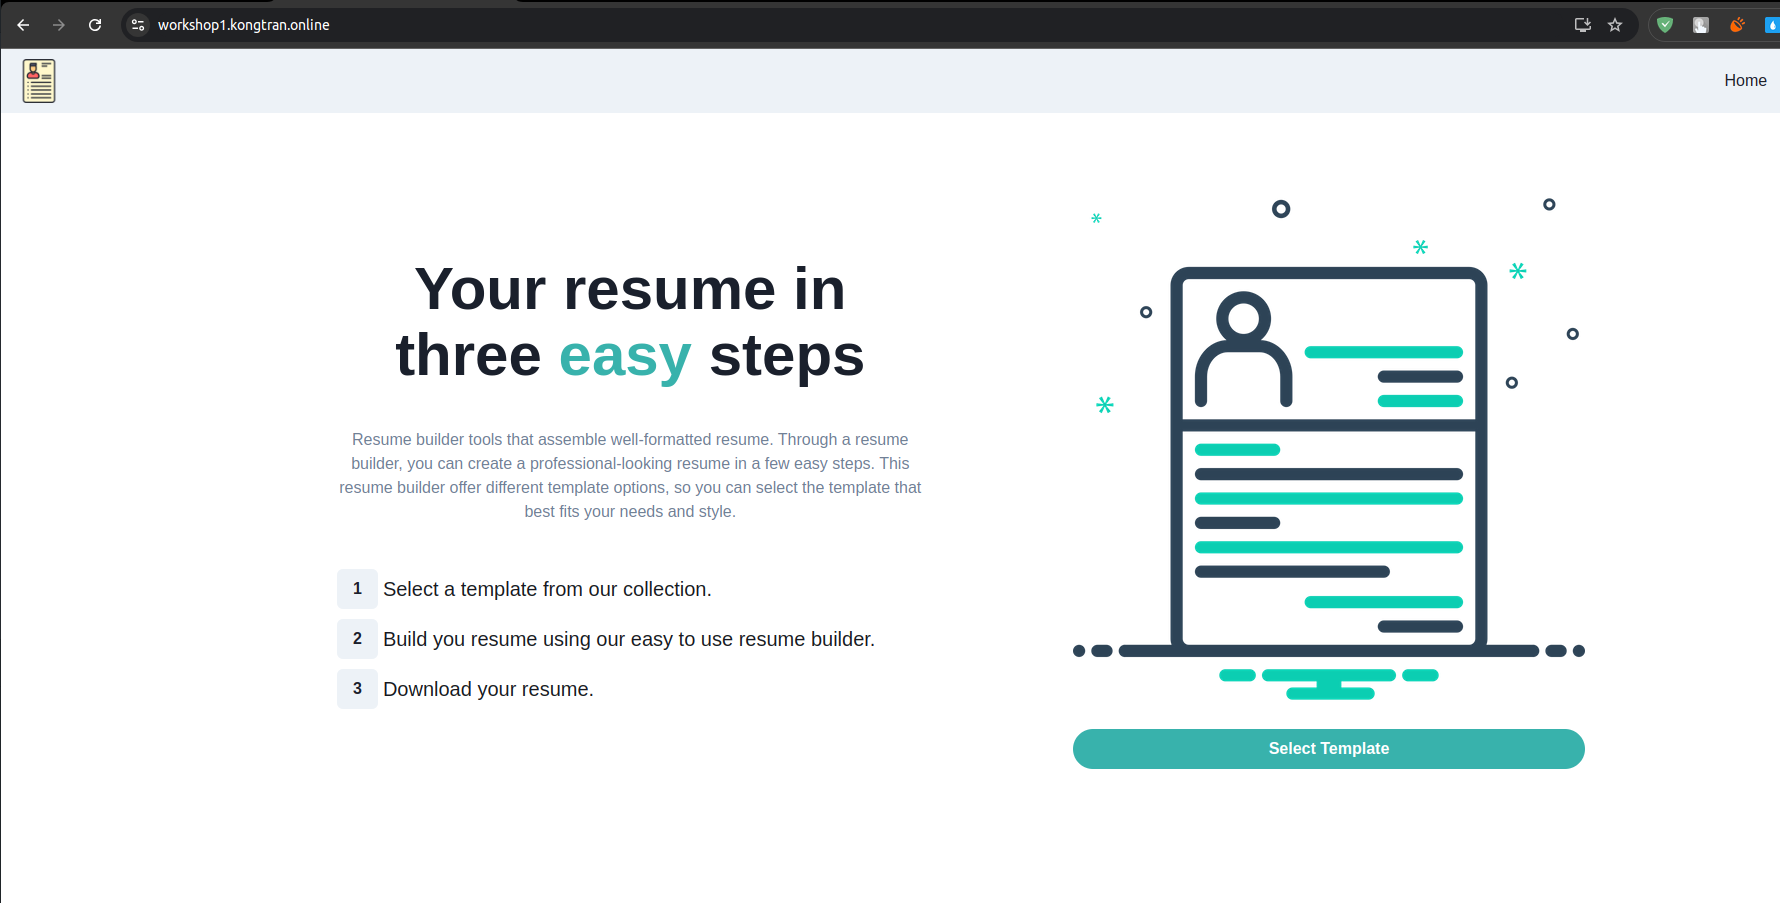 workshop1.kongtran.online
Home
Your resume in
three easy steps
Resume builder tools that assemble well-formatted resume. Through a resume
builder, you can create a professional-looking resume in a few easy steps. This
resume builder offer different template options, so you can select the template that
best fits your needs and style.
1 Select a template from our collection.
2 Build you resume using our easy to use resume builder.
3 Download your resume.
Select Template